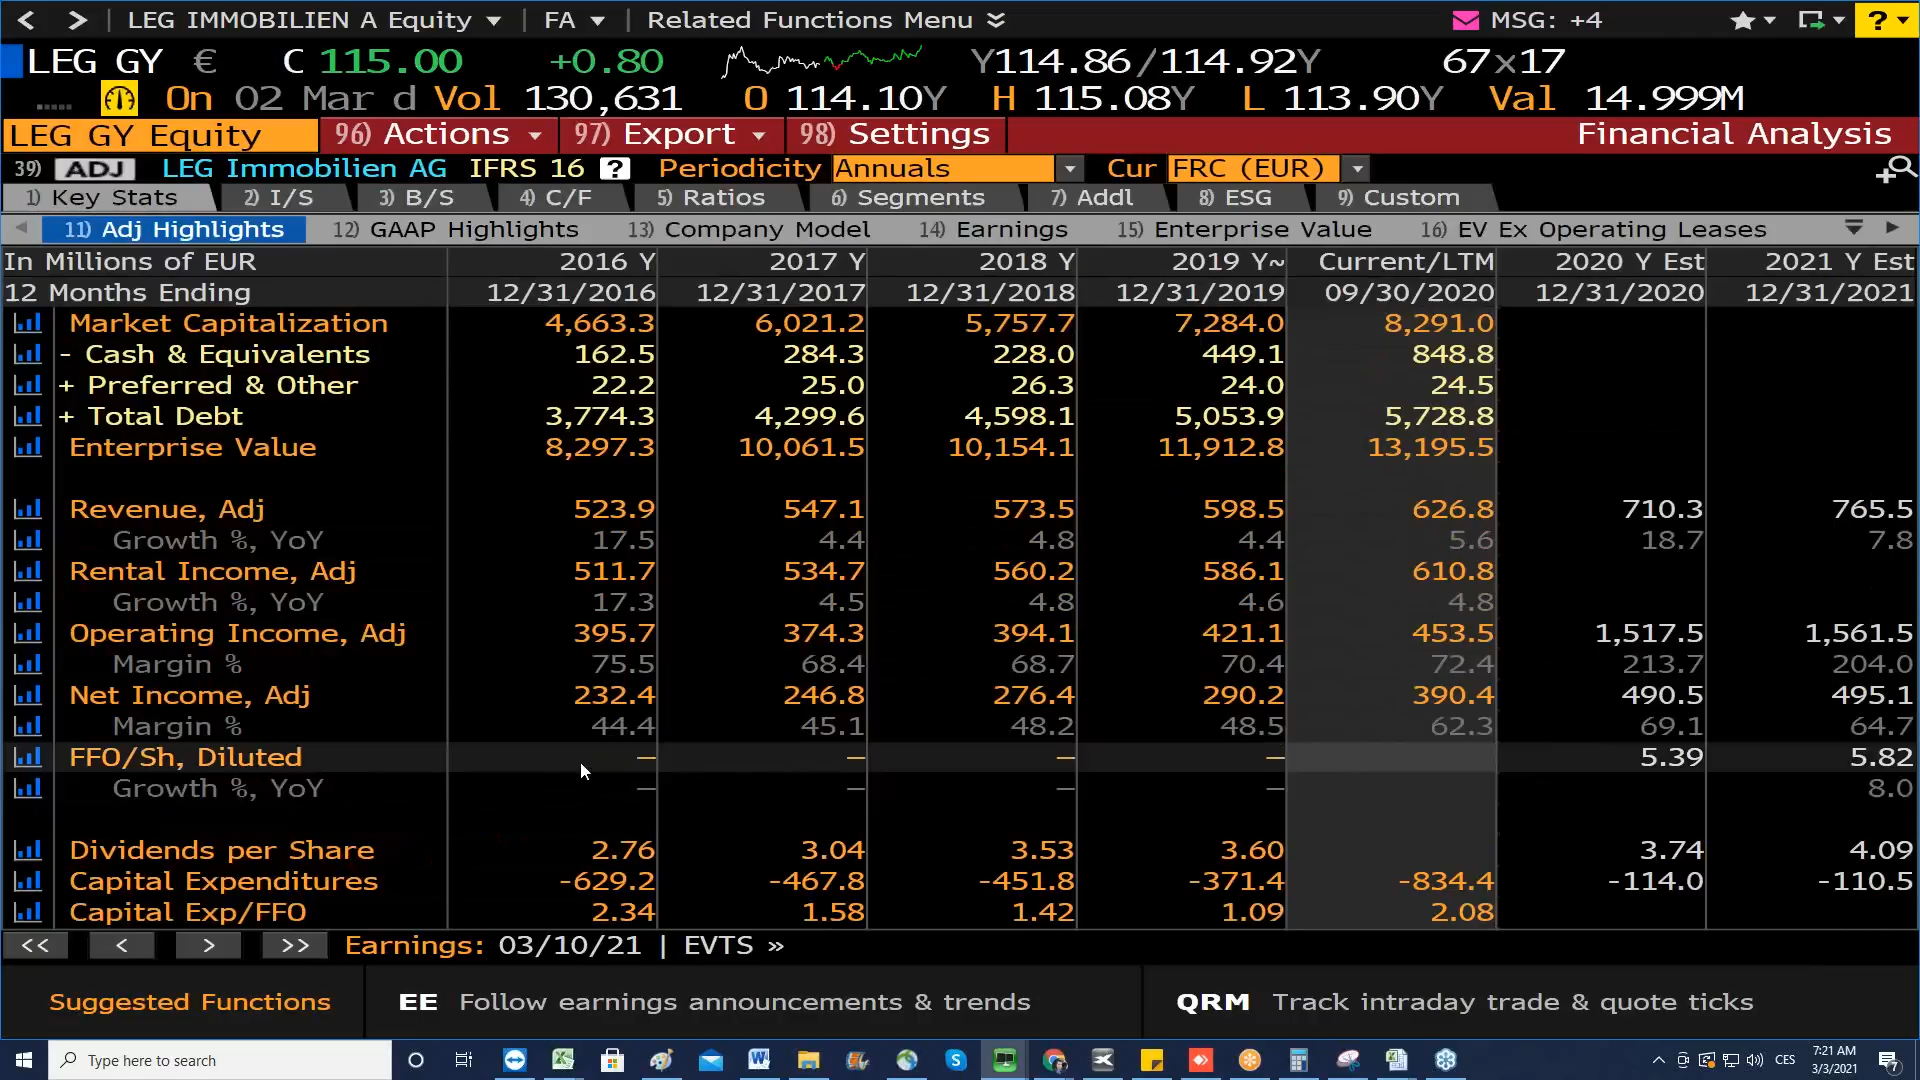 LEG IMMOBILIEN A Equity | FA | Related Functions Menu MSG: +4 ?
LEG GY € C 115.00 +0.80 Y114.86/114.92Y 67x17
On 02 Mar d Vol 130,631 O 114.10Y H 115.08Y L 113.90Y Val 14.999M
LEG GY Equity 96) Actions 97) Export 98) Settings Financial Analysis
39) ADJ LEG Immobilien AG IFRS 16 ? Periodicity Annuals Cur FRC (EUR)
1) Key Stats 2) I/S 3) B/S 4) C/F 5) Ratios 6) Segments 7) Addl 8) ESG 9) Custom
11) Adj Highlights 12) GAAP Highlights 13) Company Model 14) Earnings 15) Enterprise Value 16) EV Ex Operating Leases
In Millions of EUR 2016 Y 2017 Y 2018 Y 2019 Y~ Current/LTM 2020 Y Est 2021 Y Est
12 Months Ending 12/31/2016 12/31/2017 12/31/2018 12/31/2019 09/30/2020 12/31/2020 12/31/2021
Market Capitalization 4,663.3 6,021.2 5,757.7 7,284.0 8,291.0
- Cash & Equivalents 162.5 284.3 228.0 449.1 848.8
+ Preferred & Other 22.2 25.0 26.3 24.0 24.5
+ Total Debt 3,774.3 4,299.6 4,598.1 5,053.9 5,728.8
Enterprise Value 8,297.3 10,061.5 10,154.1 11,912.8 13,195.5
Revenue, Adj 523.9 547.1 573.5 598.5 626.8 710.3 765.5
Growth %, YoY 17.5 4.4 4.8 4.4 5.6 18.7 7.8
Rental Income, Adj 511.7 534.7 560.2 586.1 610.8
Growth %, YoY 17.3 4.5 4.8 4.6 4.8
Operating Income, Adj 395.7 374.3 394.1 421.1 453.5 1,517.5 1,561.5
Margin % 75.5 68.4 68.7 70.4 72.4 213.7 204.0
Net Income, Adj 232.4 246.8 276.4 290.2 390.4 490.5 495.1
Margin % 44.4 45.1 48.2 48.5 62.3 69.1 64.7
FFO/Sh, Diluted — — — — 5.39 5.82
Growth %, YoY — — — — 8.0
Dividends per Share 2.76 3.04 3.53 3.60 3.74 4.09
Capital Expenditures -629.2 -467.8 -451.8 -371.4 -834.4 -114.0 -110.5
Capital Exp/FFO 2.34 1.58 1.42 1.09 2.08
<< < > >> Earnings: 03/10/21 | EVTS »
Suggested Functions EE Follow earnings announcements & trends QRM Track intraday trade & quote ticks
Type here to search CES 7:21 AM
3/3/2021 7